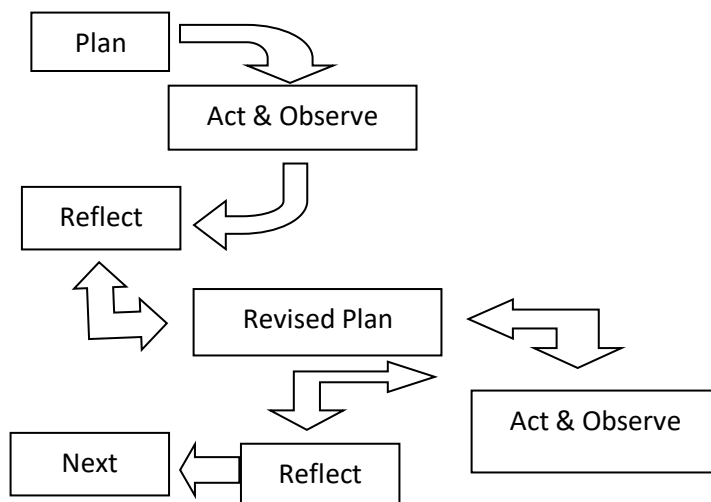 Plan
Act & Observe
Reflect
Revised Plan
Act & Observe
Reflect
Next